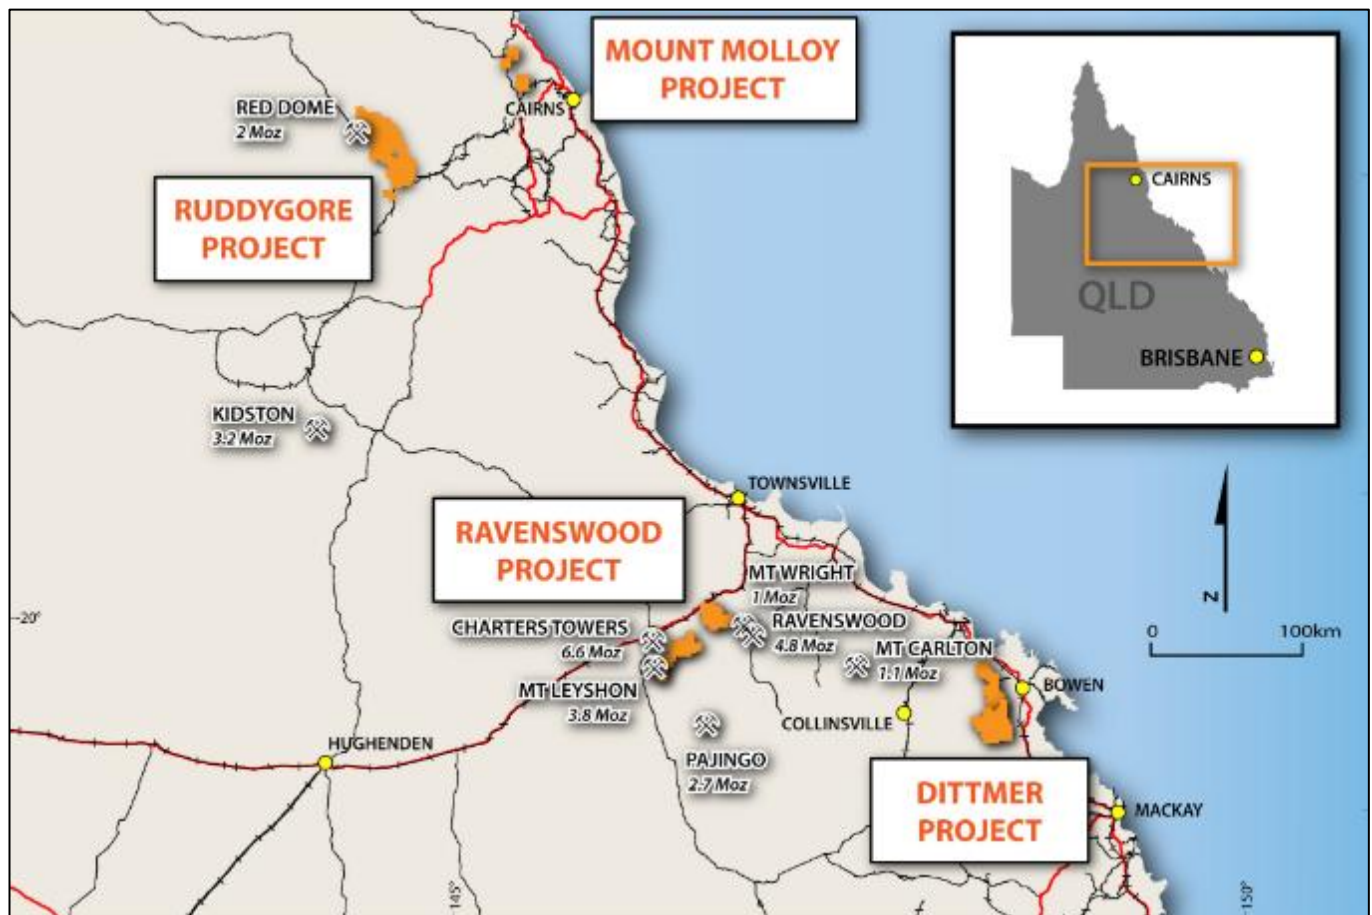 MOUNT MOLLOY
PROJECT
RED DOME
2 Moz
CAIRNS
RUDDYGORE
PROJECT
CAIRNS
QLD
BRISBANE
KIDSTON
3.2 Moz
TOWNSVILLE
RAVENSWOOD
PROJECT
MT WRIGHT
1 Moz
RAVENSWOOD
4.8 Moz
CHARTERS TOWERS
6.6 Moz
MT CARLTON
1.1 Moz
MT LEYSHON
3.8 Moz
COLLINSVILLE
BOWEN
HUGHENDEN
PAJINGO
2.7 Moz
DITTMER
PROJECT
MACKAY
-20°
N
0 100km
145°
150°